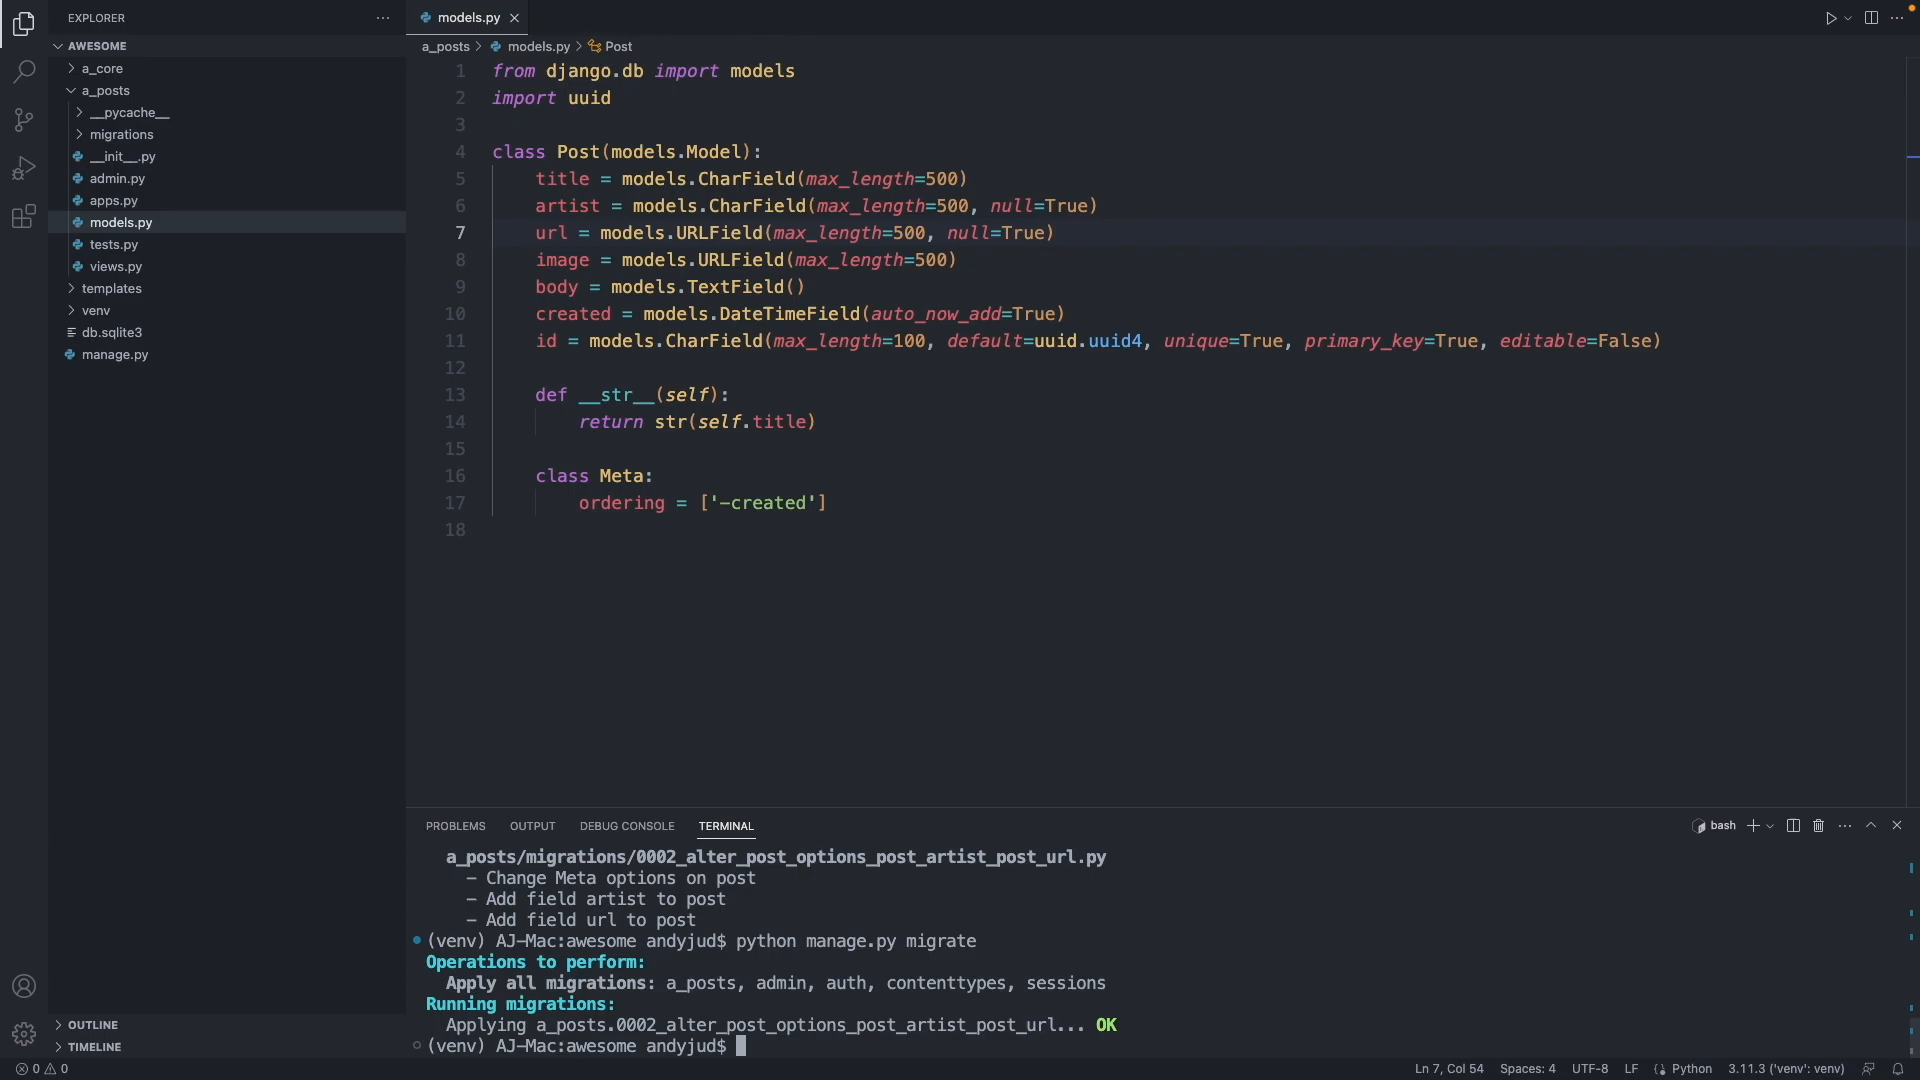 EXPLORER
AWESOME
a_core
a_posts
__pycache__
migrations
__init__.py
admin.py
apps.py
models.py
tests.py
views.py
templates
venv
db.sqlite3
manage.py
OUTLINE
TIMELINE
models.py
a_posts > models.py > Post
1 from django.db import models
2 import uuid
3
4 class Post(models.Model):
5     title = models.CharField(max_length=500)
6     artist = models.CharField(max_length=500, null=True)
7     url = models.URLField(max_length=500, null=True)
8     image = models.URLField(max_length=500)
9     body = models.TextField()
10     created = models.DateTimeField(auto_now_add=True)
11     id = models.CharField(max_length=100, default=uuid.uuid4, unique=True, primary_key=True, editable=False)
12
13     def __str__(self):
14         return str(self.title)
15
16     class Meta:
17         ordering = ['-created']
18
PROBLEMS OUTPUT DEBUG CONSOLE TERMINAL
bash
a_posts/migrations/0002_alter_post_options_post_artist_post_url.py
- Change Meta options on post
- Add field artist to post
- Add field url to post
(venv) AJ-Mac:awesome andyjud$ python manage.py migrate
Operations to perform:
Apply all migrations: a_posts, admin, auth, contenttypes, sessions
Running migrations:
Applying a_posts.0002_alter_post_options_post_artist_post_url... OK
(venv) AJ-Mac:awesome andyjud$
0 0
Ln 7, Col 54 Spaces: 4 UTF-8 LF Python 3.11.3 ('venv': venv)